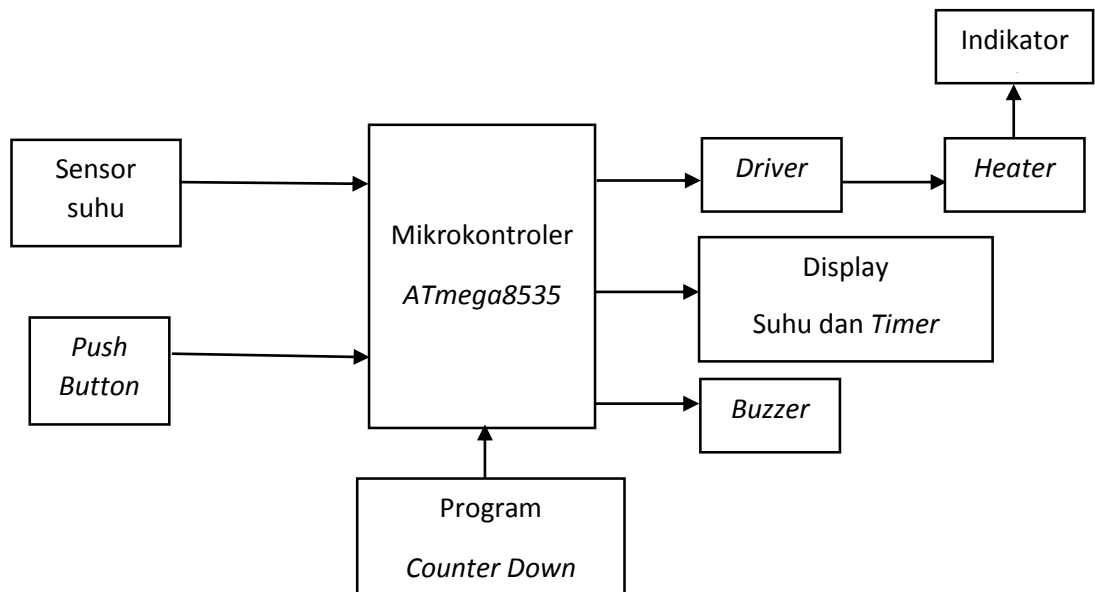 Indikator
Sensor
suhu
Mikrokontroler
ATmega8535
Driver
Heater
Display
Suhu dan Timer
Push
Button
Buzzer
Program
Counter Down